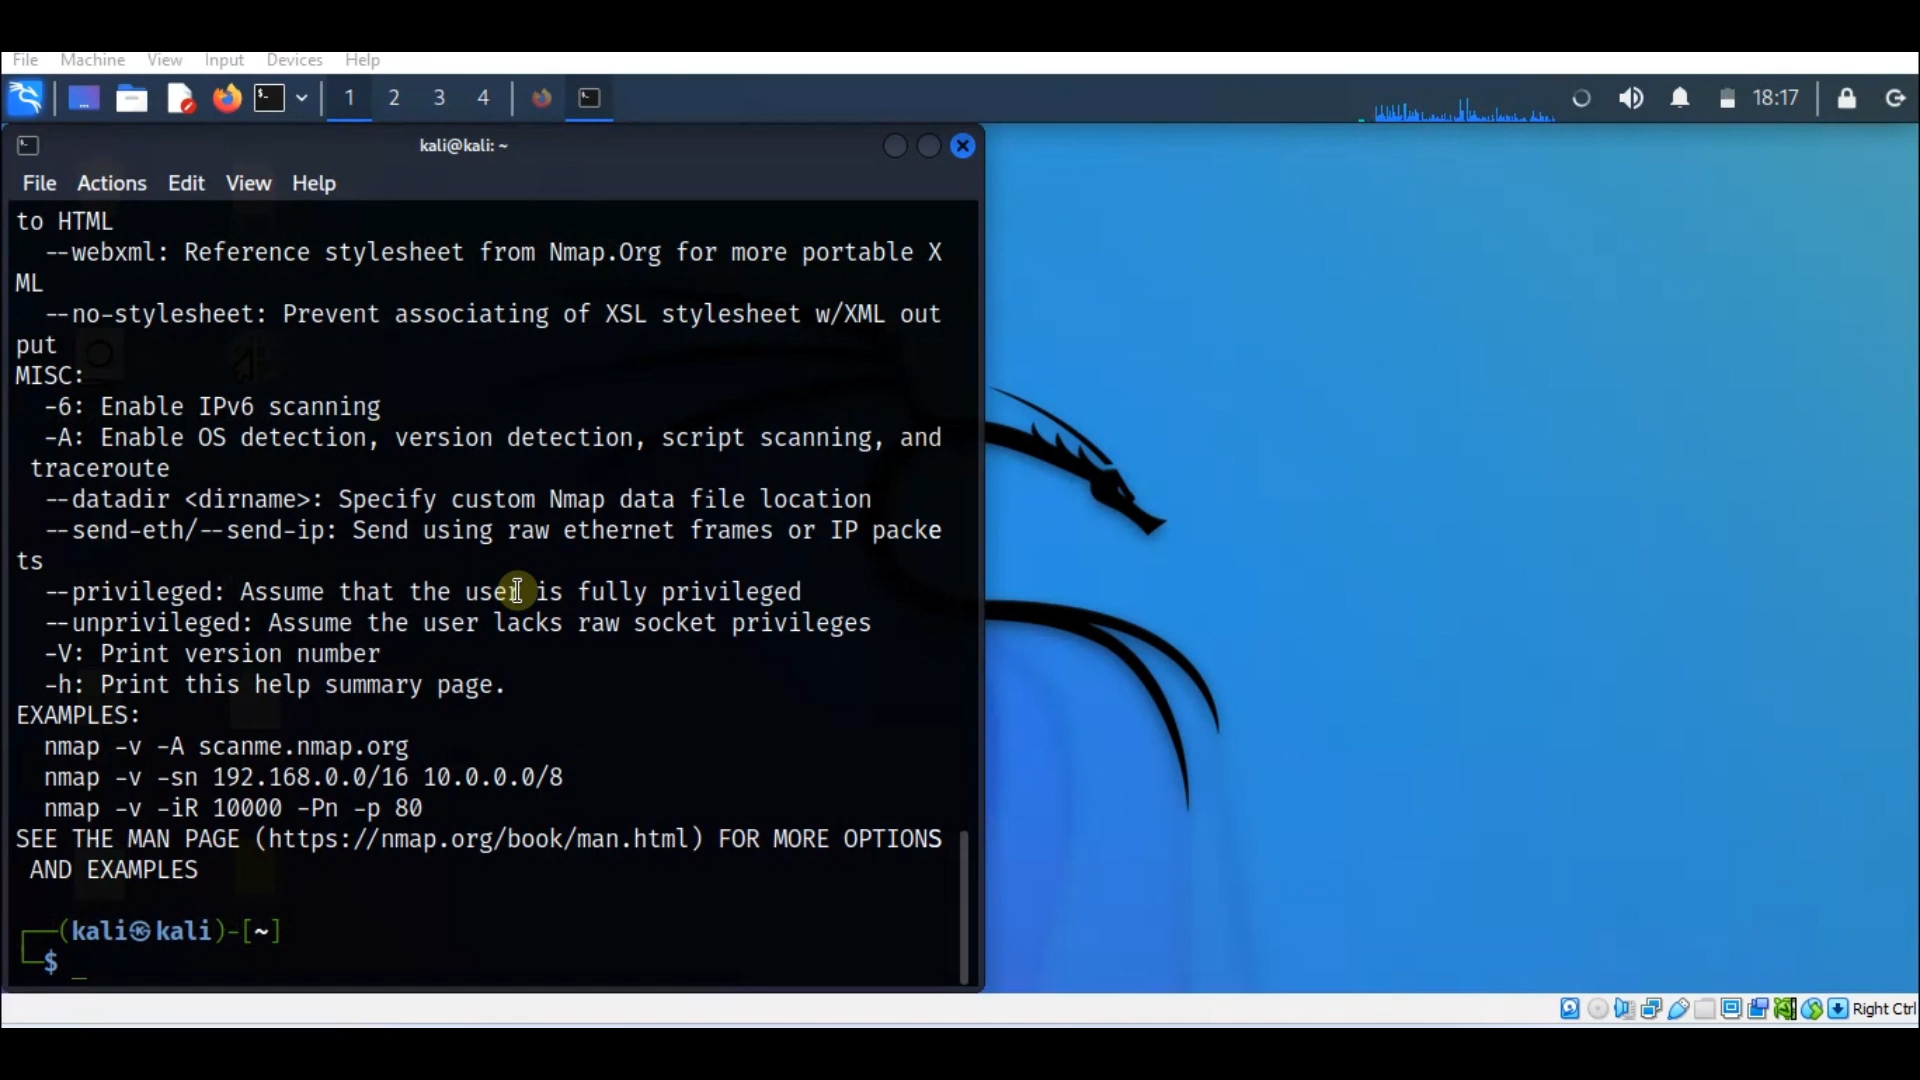 File Machine View Input Devices Help
1 2 3 4 18:17
kali@kali: ~
File Actions Edit View Help
to HTML
--webxml: Reference stylesheet from Nmap.Org for more portable X
ML
--no-stylesheet: Prevent associating of XSL stylesheet w/XML out
put
MISC:
-6: Enable IPv6 scanning
-A: Enable OS detection, version detection, script scanning, and
traceroute
--datadir <dirname>: Specify custom Nmap data file location
--send-eth/--send-ip: Send using raw ethernet frames or IP packe
ts
--privileged: Assume that the user is fully privileged
--unprivileged: Assume the user lacks raw socket privileges
-V: Print version number
-h: Print this help summary page.
EXAMPLES:
nmap -v -A scanme.nmap.org
nmap -v -sn 192.168.0.0/16 10.0.0.0/8
nmap -v -iR 10000 -Pn -p 80
SEE THE MAN PAGE (https://nmap.org/book/man.html) FOR MORE OPTIONS
AND EXAMPLES
┌──(kali㉿kali)-[~]
└─$ _
Right Ctrl